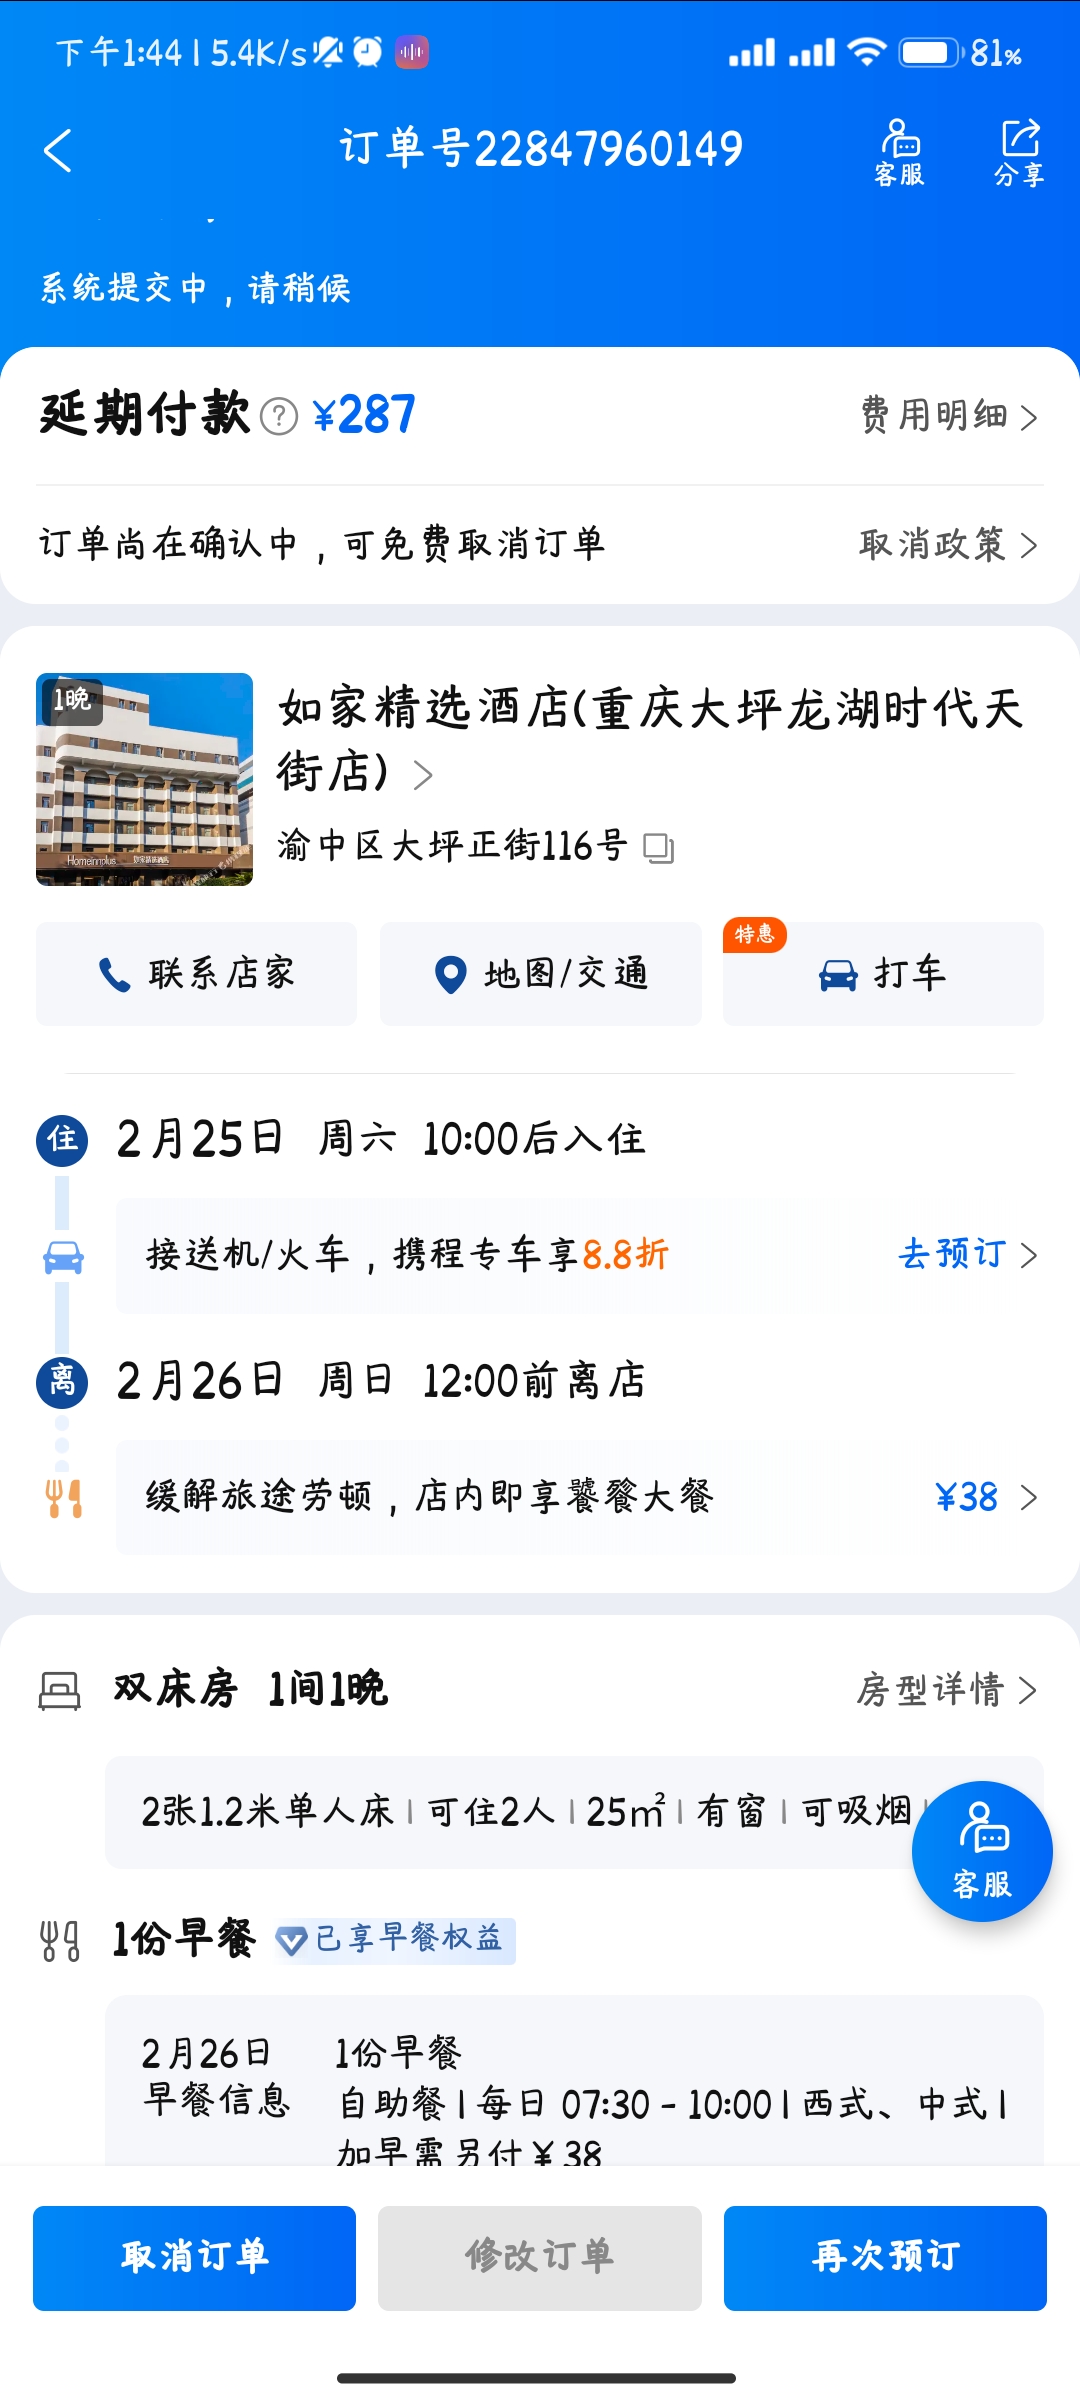 下午1:44 | 5.4K/s
81%
订单号22847960149
客服
分享
系统提交中，请稍候
延期付款 ? ¥287
费用明细
订单尚在确认中，可免费取消订单
取消政策
1晚
Homeinnplus
如家精选酒店(重庆大坪龙湖时代天
街店)
渝中区大坪正街116号
联系店家
地图/交通
特惠
打车
住
2月25日 周六 10:00后入住
接送机/火车，携程专车享8.8折
去预订
离
2月26日 周日 12:00前离店
缓解旅途劳顿，店内即享饕餮大餐
¥38
双床房 1间1晚
房型详情
2张1.2米单人床 | 可住2人 | 25㎡ | 有窗 | 可吸烟
客服
1份早餐
已享早餐权益
2月26日
早餐信息
1份早餐
自助餐 | 每日 07:30 - 10:00 | 西式、中式 |
加早需另付¥38
取消订单
修改订单
再次预订